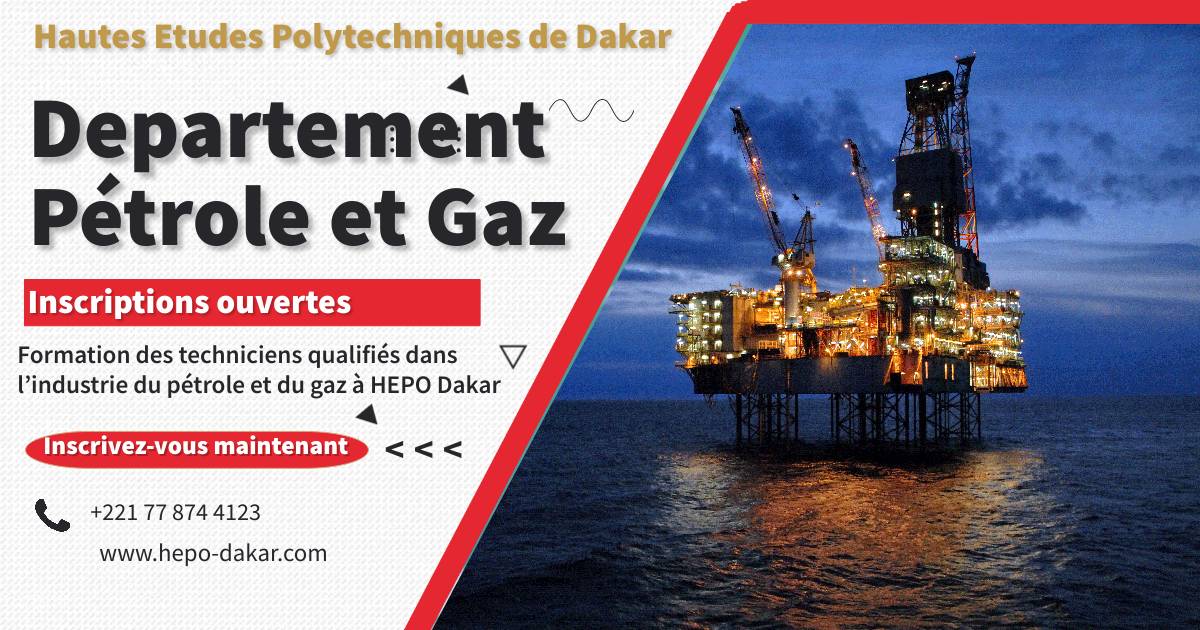 Hautes Etudes Polytechniques de Dakar
Departement
Pétrole et Gaz
Inscriptions ouvertes
Formation des techniciens qualifiés dans
l’industrie du pétrole et du gaz à HEPO Dakar
Inscrivez-vous maintenant
< < <
+221 77 874 4123
www.hepo-dakar.com